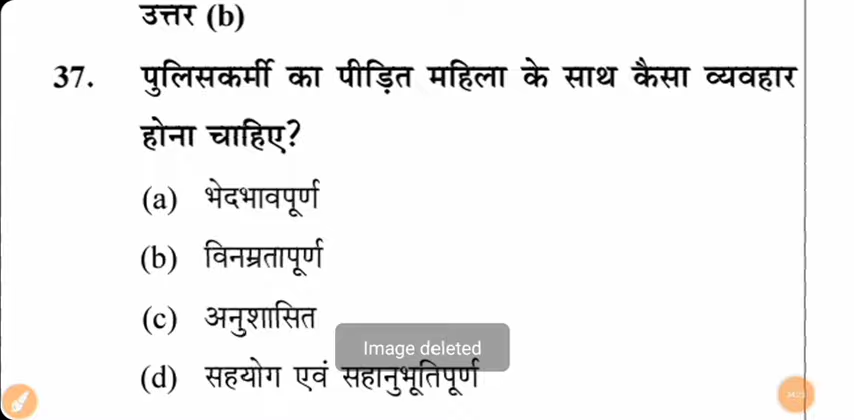 उत्तर (b)
37. पुलिसकर्मी का पीड़ित महिला के साथ कैसा व्यवहार
होना चाहिए?
(a) भेदभावपूर्ण
(b) विनम्रतापूर्ण
(c) अनुशासित
Image deleted
(d) सहयोग एवं सहानुभूतिपूर्ण